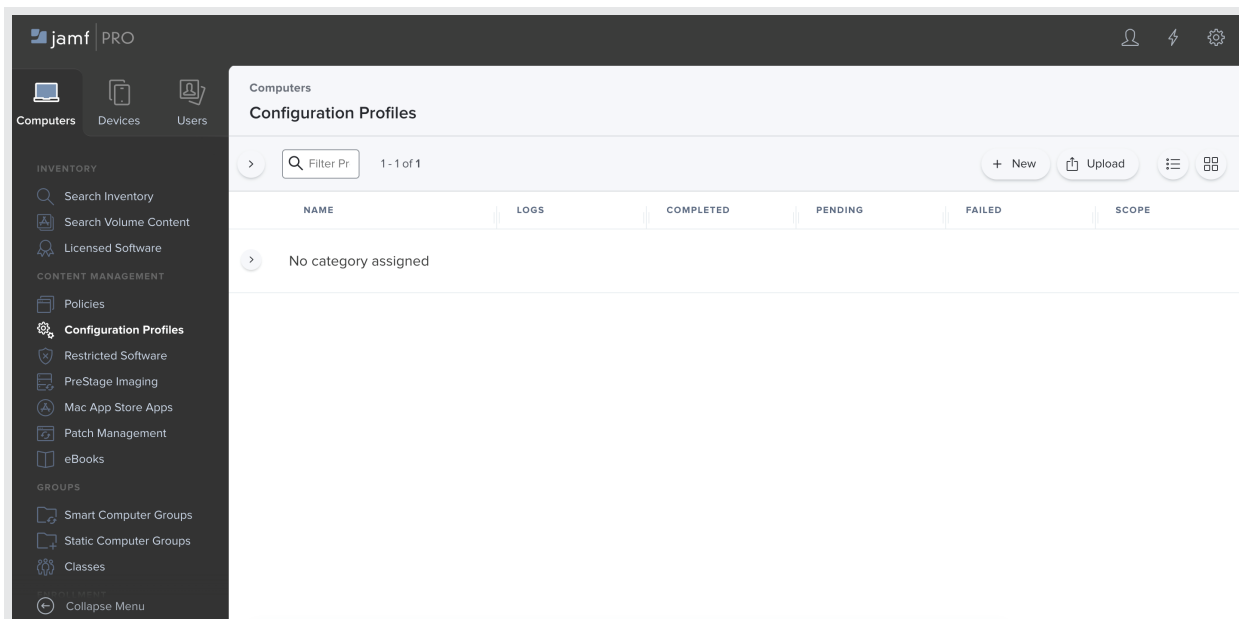 jamf PRO
Computers
Devices
Users
INVENTORY
Search Inventory
Search Volume Content
Licensed Software
CONTENT MANAGEMENT
Policies
Configuration Profiles
Restricted Software
PreStage Imaging
Mac App Store Apps
Patch Management
eBooks
GROUPS
Smart Computer Groups
Static Computer Groups
Classes
ENROLLMENT
Collapse Menu
Computers
Configuration Profiles
Filter Pr
1 - 1 of 1
+ New
Upload
NAME LOGS COMPLETED PENDING FAILED SCOPE
No category assigned